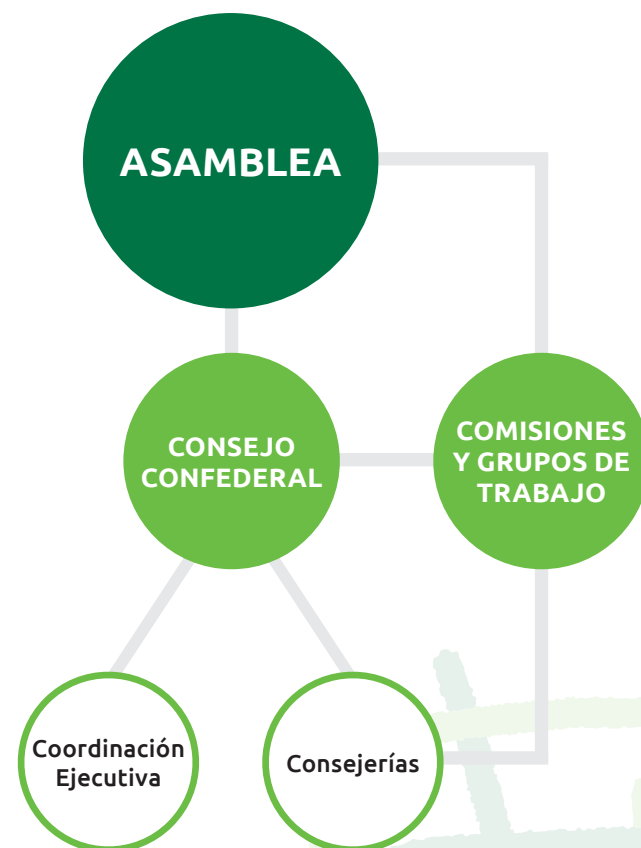 ASAMBLEA
CONSEJO
CONFEDERAL
COMISIONES
Y GRUPOS DE
TRABAJO
Coordinación
Ejecutiva
Consejerías